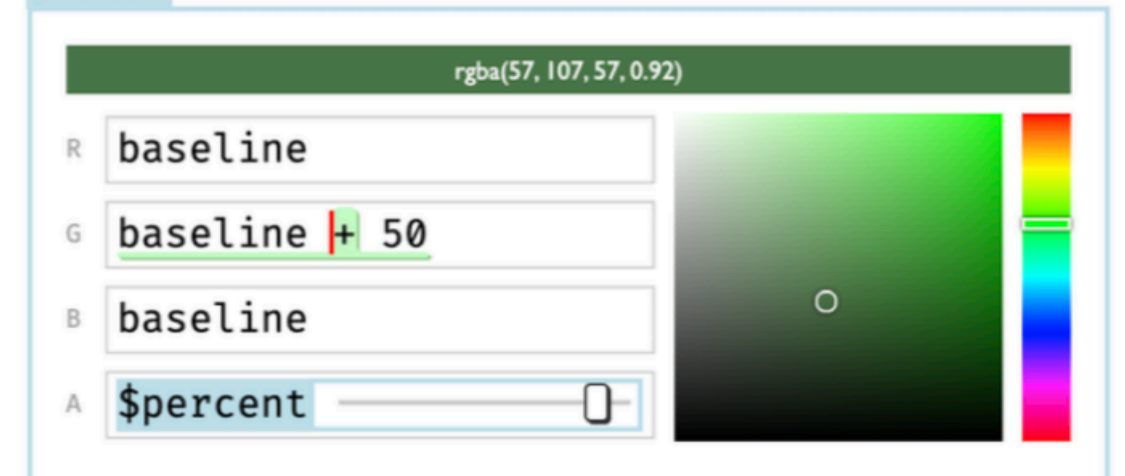 rgba(57, 107, 57, 0.92)
R baseline
G baseline + 50
B baseline
A $percent